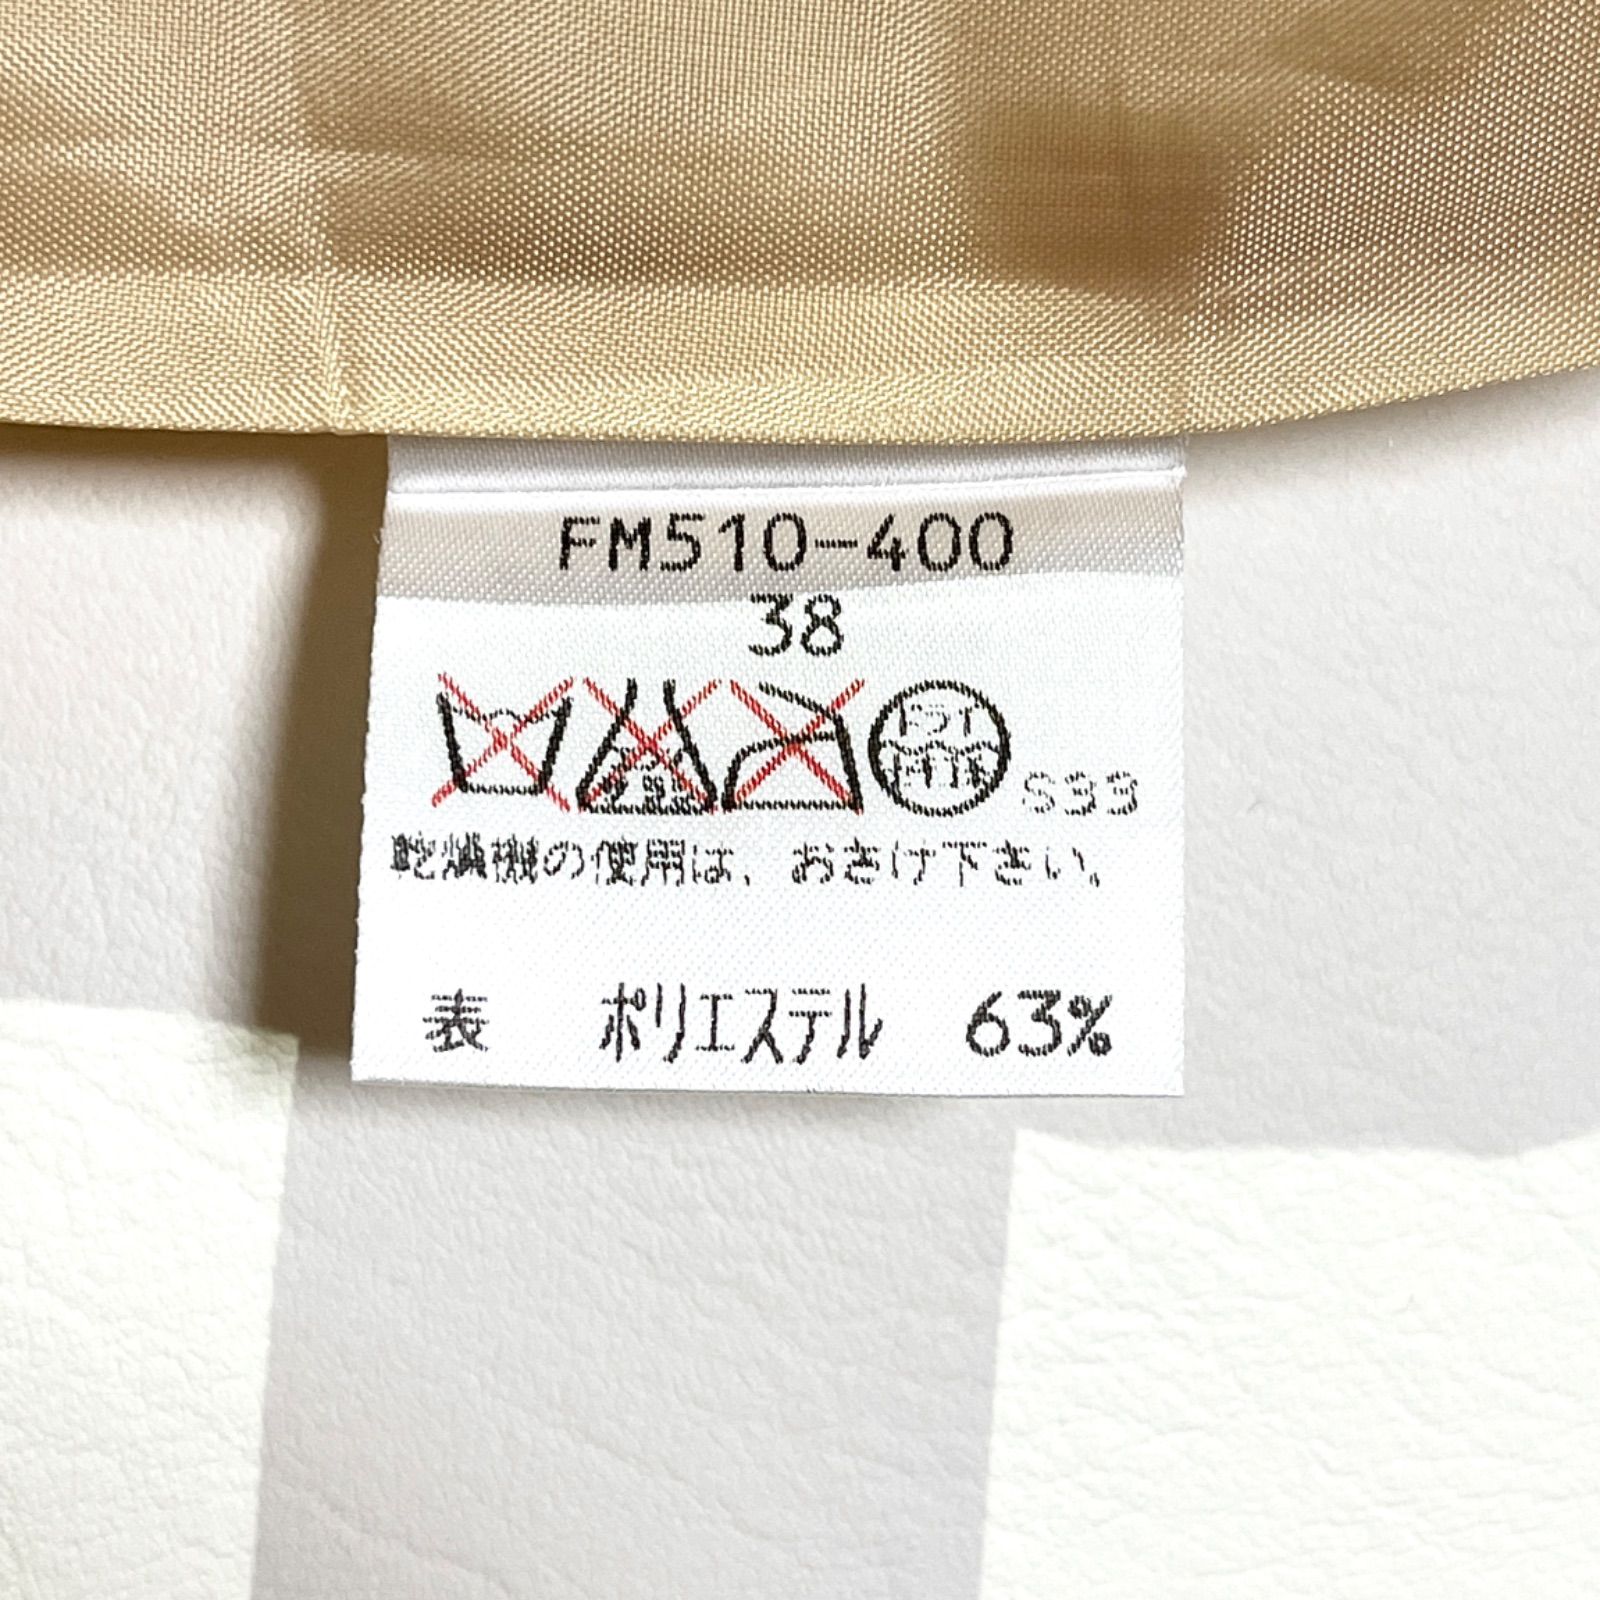 FM510-400
38
S33
乾燥機の使用は、おさけ下さい、
表 ポリエステル 63%